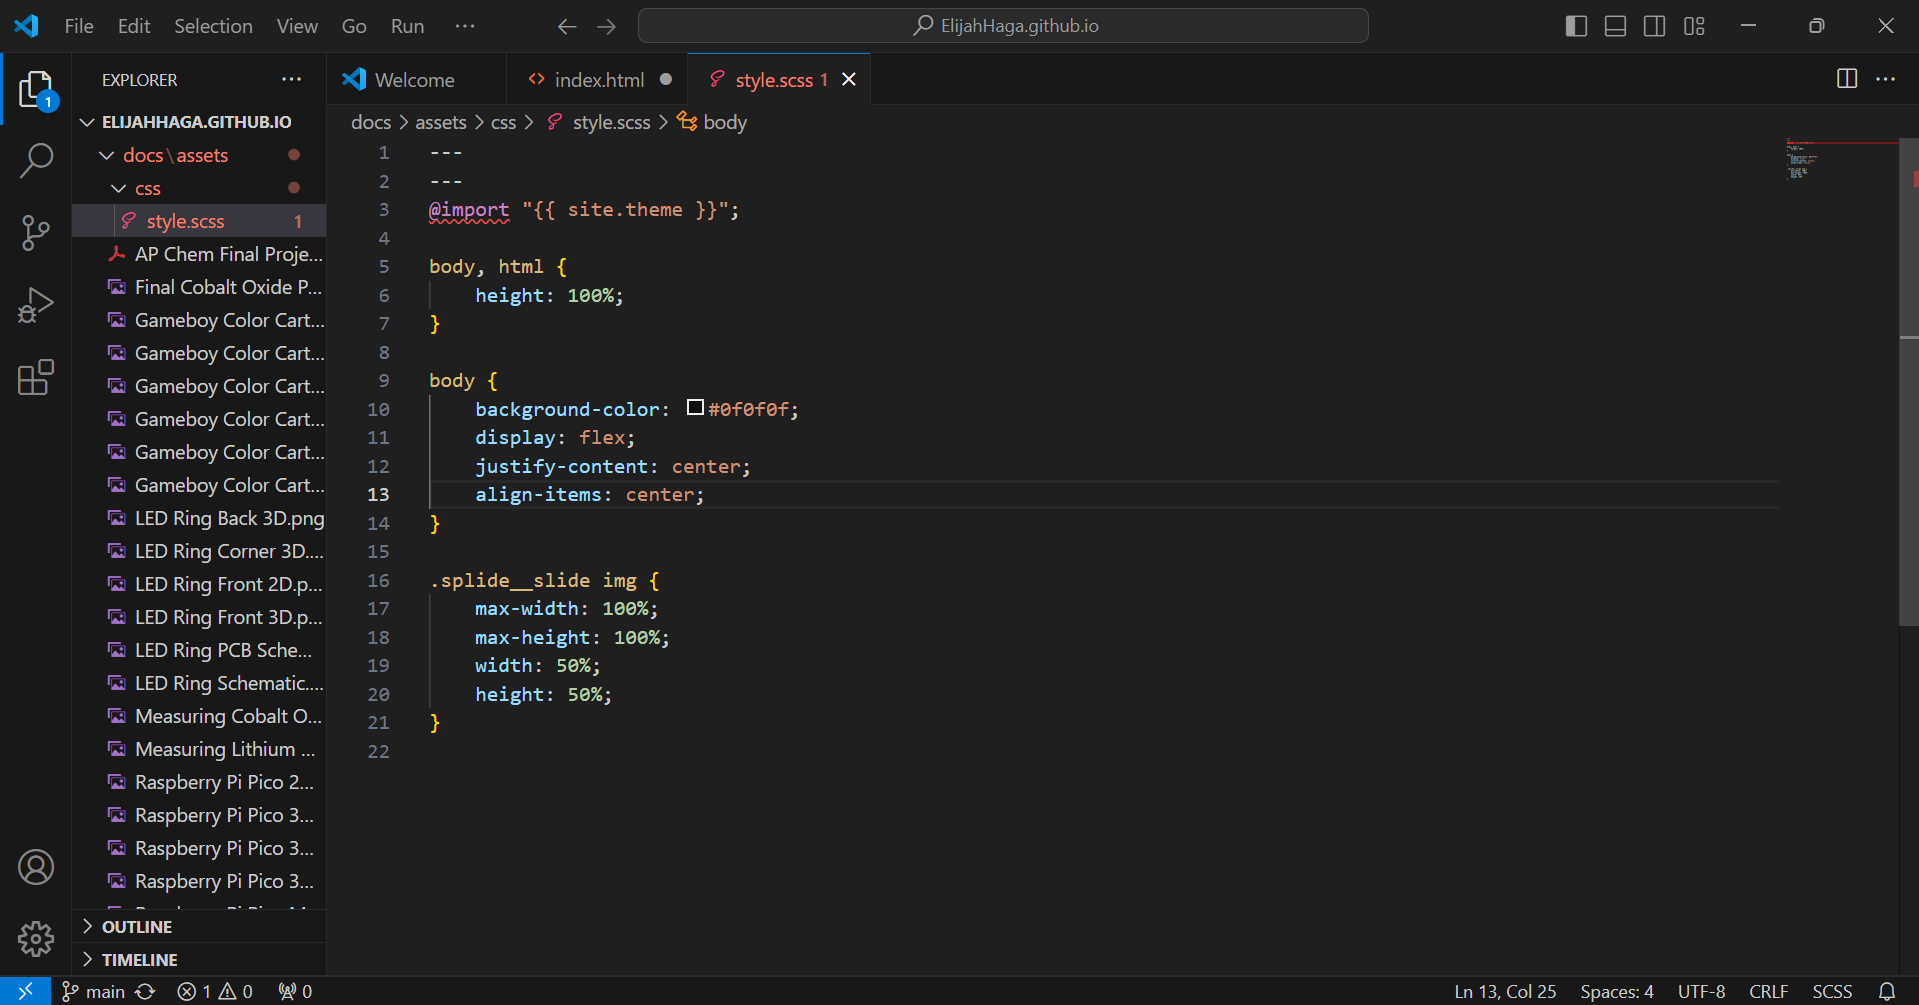 File Edit Selection View Go Run ···
ElijahHaga.github.io
EXPLORER
Welcome
index.html
style.scss 1
docs > assets > css > style.scss > body
ELIJAHHAGA.GITHUB.IO
docs\assets
css
style.scss 1
AP Chem Final Proje...
Final Cobalt Oxide P...
Gameboy Color Cart...
Gameboy Color Cart...
Gameboy Color Cart...
Gameboy Color Cart...
Gameboy Color Cart...
Gameboy Color Cart...
LED Ring Back 3D.png
LED Ring Corner 3D....
LED Ring Front 2D.p...
LED Ring Front 3D.p...
LED Ring PCB Sche...
LED Ring Schematic....
Measuring Cobalt O...
Measuring Lithium ...
Raspberry Pi Pico 2...
Raspberry Pi Pico 3...
Raspberry Pi Pico 3...
Raspberry Pi Pico 3...
OUTLINE
TIMELINE
1 ---
2 ---
3 @import "{{ site.theme }}";
4
5 body, html {
6 height: 100%;
7 }
8
9 body {
10 background-color: #0f0f0f;
11 display: flex;
12 justify-content: center;
13 align-items: center;
14 }
15
16 .splide__slide img {
17 max-width: 100%;
18 max-height: 100%;
19 width: 50%;
20 height: 50%;
21 }
22
main 1 0 0
Ln 13, Col 25 Spaces: 4 UTF-8 CRLF SCSS
1